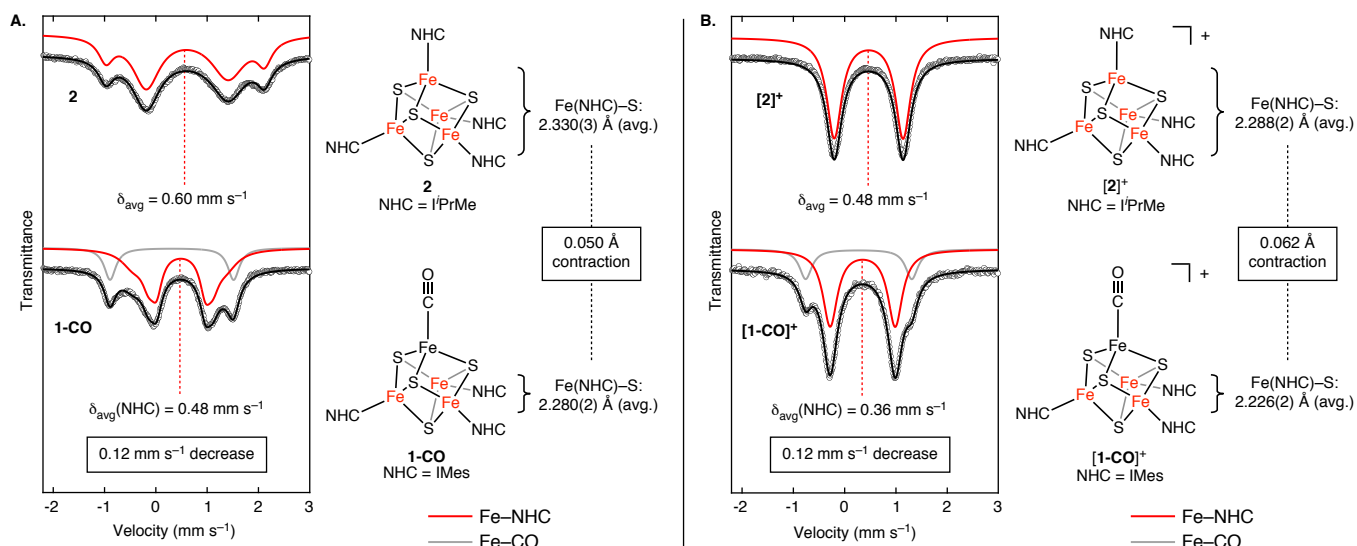 A.
2
δavg = 0.60 mm s⁻¹
1-CO
δavg(NHC) = 0.48 mm s⁻¹
0.12 mm s⁻¹ decrease
Transmittance
-2 -1 0 1 2 3
Velocity (mm s⁻¹)
NHC
Fe
S
S
S
Fe
NHC
Fe
Fe
NHC
S
NHC
2
NHC = IⁱPrMe
Fe(NHC)–S:
2.330(3) Å (avg.)
0.050 Å
contraction
O
C
Fe
S
S
S
Fe
NHC
Fe
Fe
NHC
S
NHC
1-CO
NHC = IMes
Fe(NHC)–S:
2.280(2) Å (avg.)
Fe–NHC
Fe–CO
B.
[2]⁺
δavg = 0.48 mm s⁻¹
[1-CO]⁺
δavg(NHC) = 0.36 mm s⁻¹
0.12 mm s⁻¹ decrease
Transmittance
-2 -1 0 1 2 3
Velocity (mm s⁻¹)
+
NHC
Fe
S
S
S
Fe
NHC
Fe
Fe
NHC
S
NHC
[2]⁺
NHC = IⁱPrMe
Fe(NHC)–S:
2.288(2) Å (avg.)
0.062 Å
contraction
+
O
C
Fe
S
S
S
Fe
NHC
Fe
Fe
NHC
S
NHC
[1-CO]⁺
NHC = IMes
Fe(NHC)–S:
2.226(2) Å (avg.)
Fe–NHC
Fe–CO